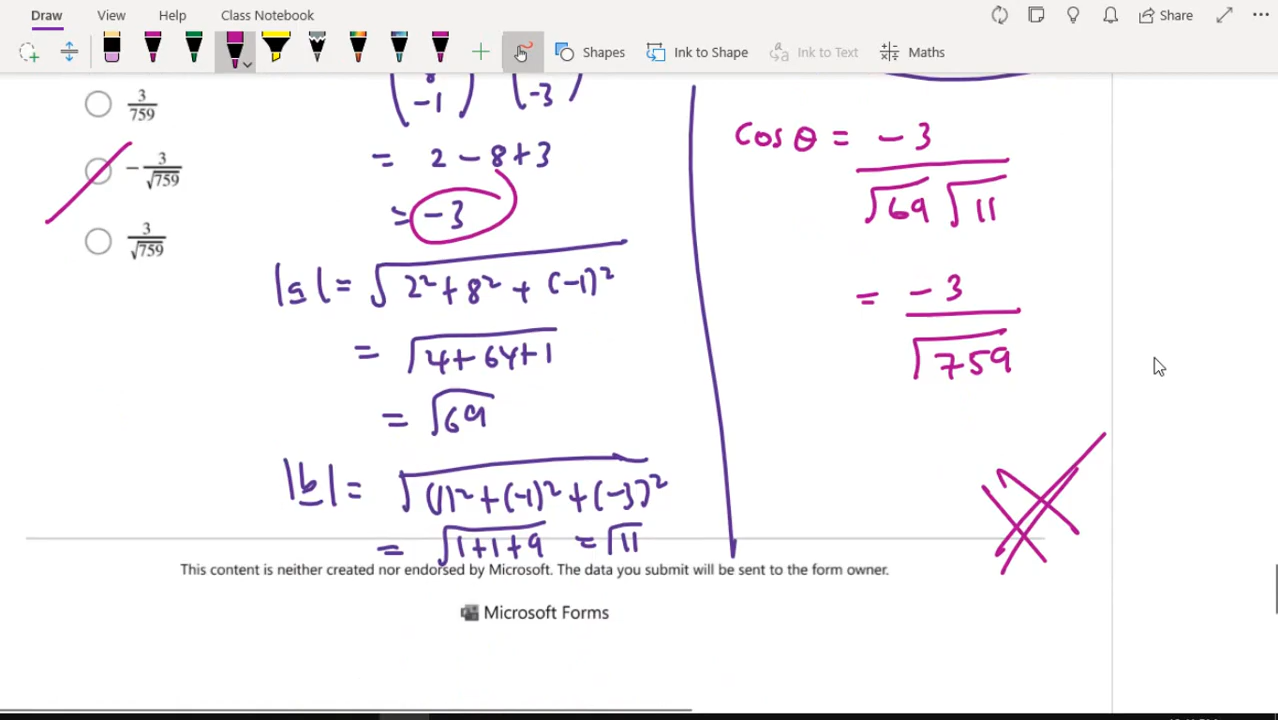 Draw View Help Class Notebook Share
Shapes Ink to Shape Ink to Text Maths
3/759
-3/√759
3/√759
(-1) (-3)
= 2 - 8 + 3
= -3
|a| = √(2² + 8² + (-1)²)
= √(4 + 64 + 1)
= √69
|b| = √((1)² + (-1)² + (-3)²)
= √(1 + 1 + 9) = √11
cos θ = -3/(√69 √11)
= -3/√759
This content is neither created nor endorsed by Microsoft. The data you submit will be sent to the form owner.
Microsoft Forms